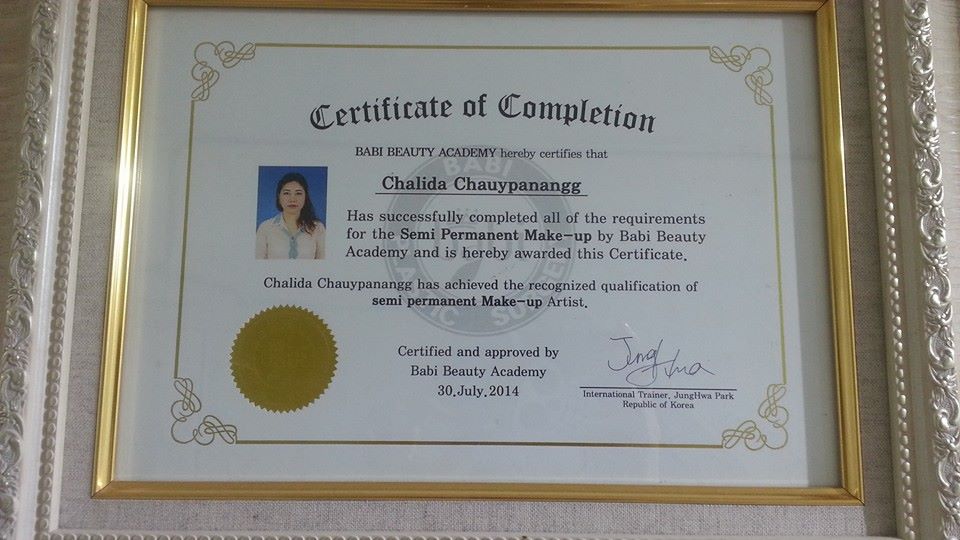 Certificate of Completion
BABI BEAUTY ACADEMY hereby certifies that
Chalida Chauypanangg
Has successfully completed all of the requirements
for the Semi Permanent Make-up by Babi Beauty
Academy and is hereby awarded this Certificate.
Chalida Chauypanangg has achieved the recognized qualification of
semi permanent Make-up Artist.
Certified and approved by
Babi Beauty Academy
30.July.2014
International Trainer, JungHwa Park
Republic of Korea
BABI